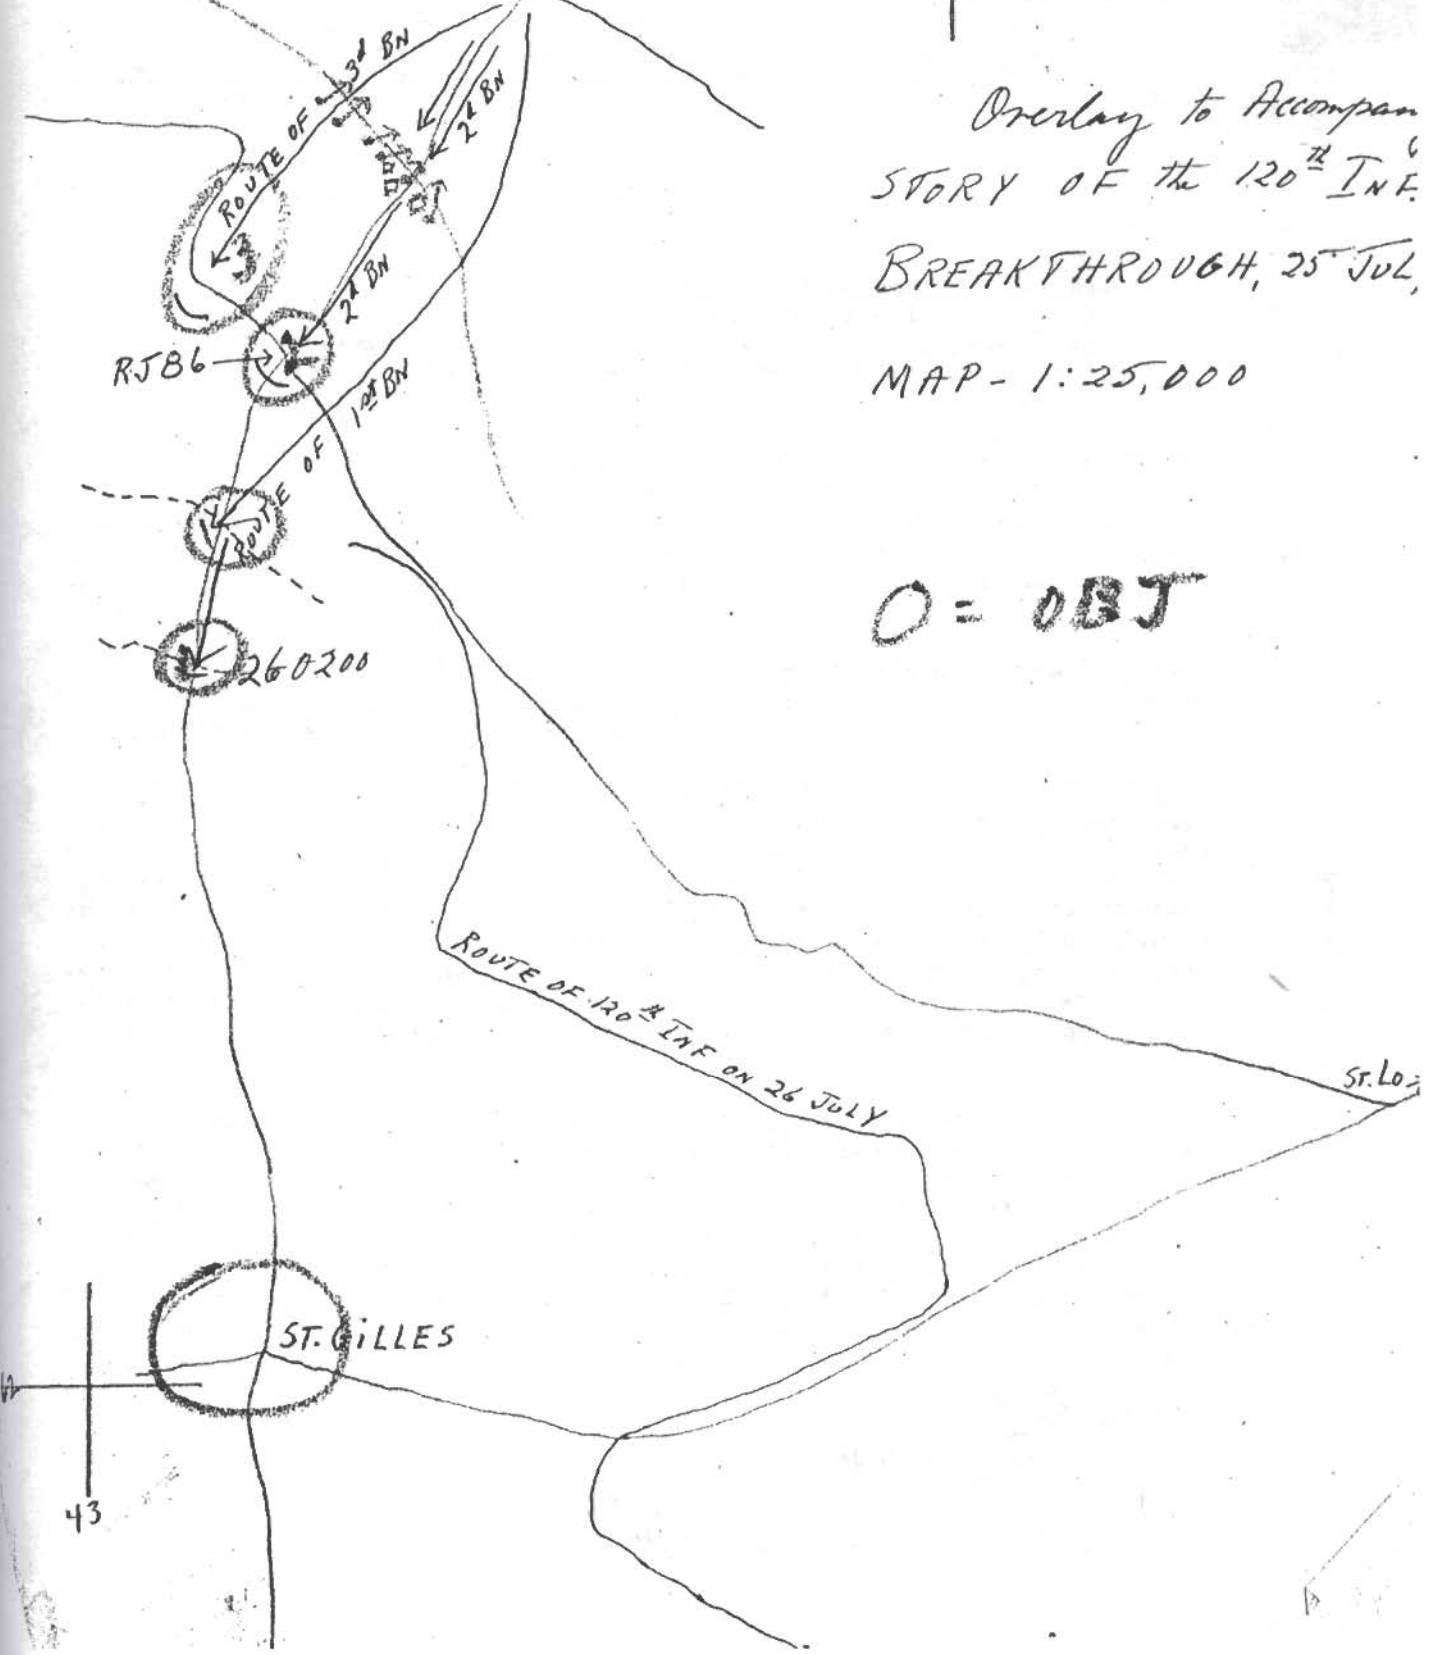 Overlay to Accompan
STORY OF the 120th INF.
BREAKTHROUGH, 25 JUL,
MAP - 1:25,000
O = OBJ
ROUTE OF 3d BN
2d BN
3
2d BN
RJ86
ROUTE OF 1st BN
1
260200
ROUTE OF 120th INF ON 26 JULY
ST. LO
ST. GiLLES
43